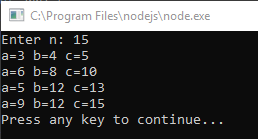 C:\Program Files\nodejs\node.exe
Enter n: 15
a=3 b=4 c=5
a=6 b=8 c=10
a=5 b=12 c=13
a=9 b=12 c=15
Press any key to continue...